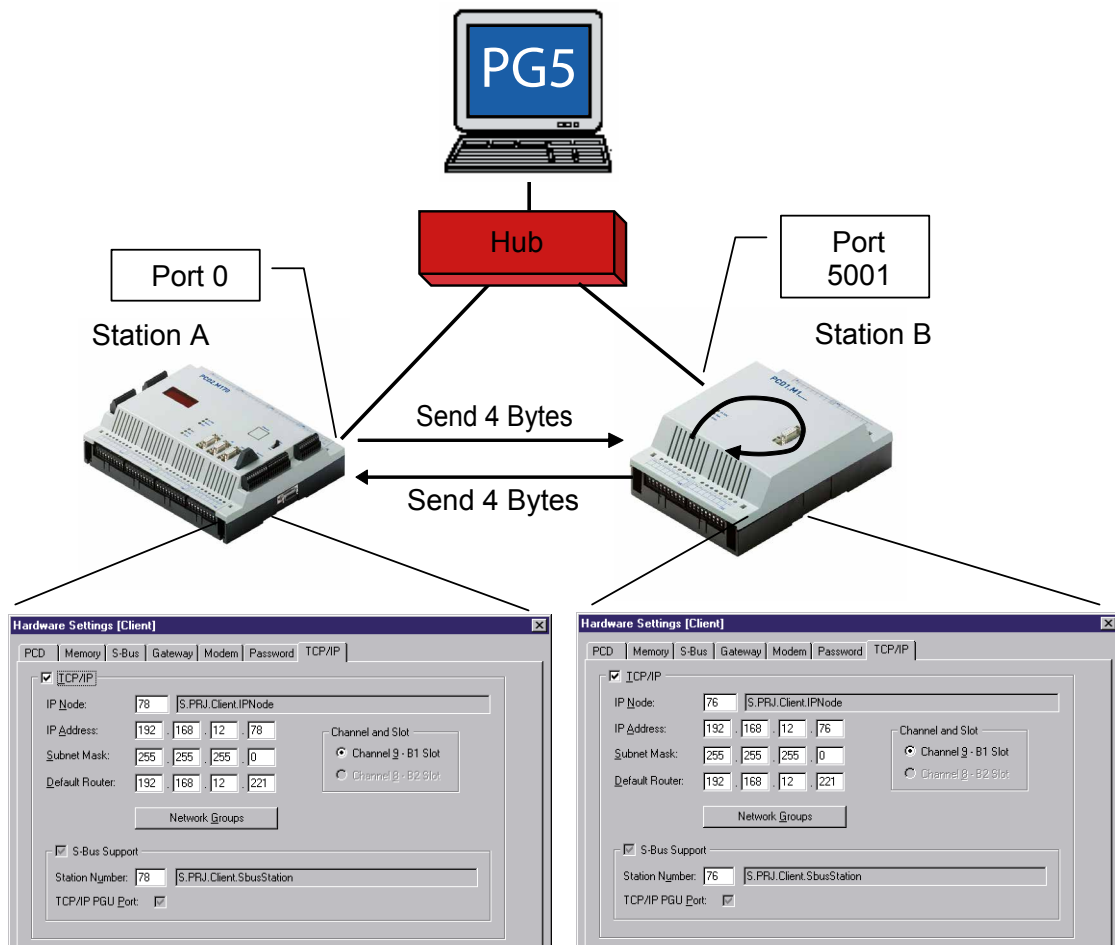 PG5
Hub
Port 0
Port
5001
Station A
Station B
PCD2.M170
PCD1.M1__
Send 4 Bytes
Send 4 Bytes
Hardware Settings [Client]
PCD Memory S-Bus Gateway Modem Password TCP/IP
TCP/IP
IP Node: 78 S.PRJ.Client.IPNode
IP Address: 192 . 168 . 12 . 78
Subnet Mask: 255 . 255 . 255 . 0
Default Router: 192 . 168 . 12 . 221
Channel and Slot
Channel 9 - B1 Slot
Channel 8 - B2 Slot
Network Groups
S-Bus Support
Station Number: 78 S.PRJ.Client.SbusStation
TCP/IP PGU Port:
Hardware Settings [Client]
PCD Memory S-Bus Gateway Modem Password TCP/IP
TCP/IP
IP Node: 76 S.PRJ.Client.IPNode
IP Address: 192 . 168 . 12 . 76
Subnet Mask: 255 . 255 . 255 . 0
Default Router: 192 . 168 . 12 . 221
Channel and Slot
Channel 9 - B1 Slot
Channel 8 - B2 Slot
Network Groups
S-Bus Support
Station Number: 76 S.PRJ.Client.SbusStation
TCP/IP PGU Port: